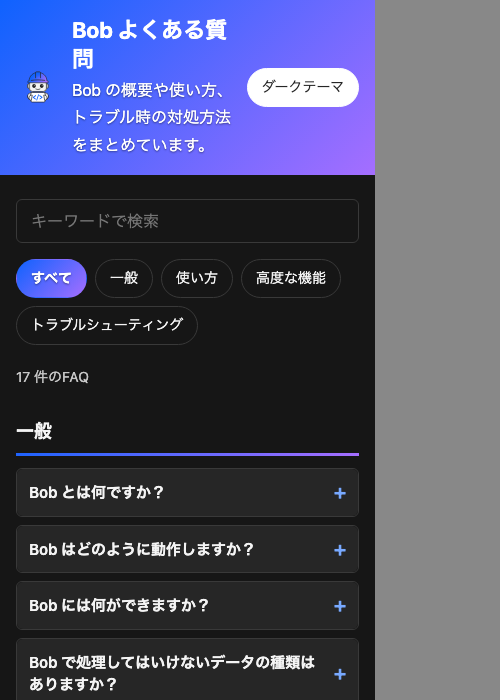 Bob よくある質
問
Bob の概要や使い方、
トラブル時の対処方法
をまとめています。
ダークテーマ
キーワードで検索
すべて
一般
使い方
高度な機能
トラブルシューティング
17 件のFAQ
一般
Bob とは何ですか？
+
Bob はどのように動作しますか？
+
Bob には何ができますか？
+
Bob で処理してはいけないデータの種類は
ありますか？
+